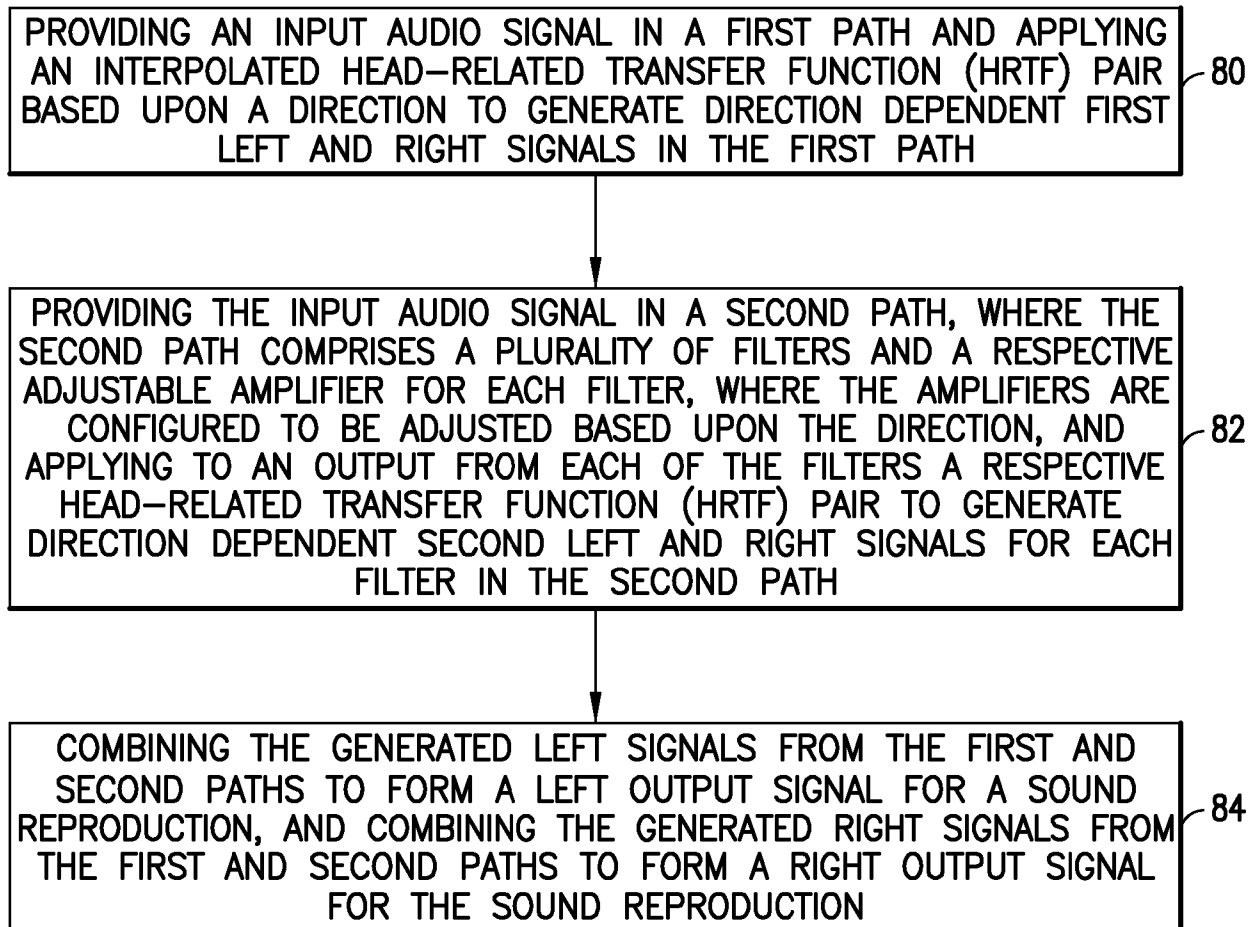 PROVIDING AN INPUT AUDIO SIGNAL IN A FIRST PATH AND APPLYING
AN INTERPOLATED HEAD-RELATED TRANSFER FUNCTION (HRTF) PAIR
BASED UPON A DIRECTION TO GENERATE DIRECTION DEPENDENT FIRST
LEFT AND RIGHT SIGNALS IN THE FIRST PATH
80
PROVIDING THE INPUT AUDIO SIGNAL IN A SECOND PATH, WHERE THE
SECOND PATH COMPRISES A PLURALITY OF FILTERS AND A RESPECTIVE
ADJUSTABLE AMPLIFIER FOR EACH FILTER, WHERE THE AMPLIFIERS ARE
CONFIGURED TO BE ADJUSTED BASED UPON THE DIRECTION, AND
APPLYING TO AN OUTPUT FROM EACH OF THE FILTERS A RESPECTIVE
HEAD-RELATED TRANSFER FUNCTION (HRTF) PAIR TO GENERATE
DIRECTION DEPENDENT SECOND LEFT AND RIGHT SIGNALS FOR EACH
FILTER IN THE SECOND PATH
82
COMBINING THE GENERATED LEFT SIGNALS FROM THE FIRST AND
SECOND PATHS TO FORM A LEFT OUTPUT SIGNAL FOR A SOUND
REPRODUCTION, AND COMBINING THE GENERATED RIGHT SIGNALS FROM
THE FIRST AND SECOND PATHS TO FORM A RIGHT OUTPUT SIGNAL
FOR THE SOUND REPRODUCTION
84